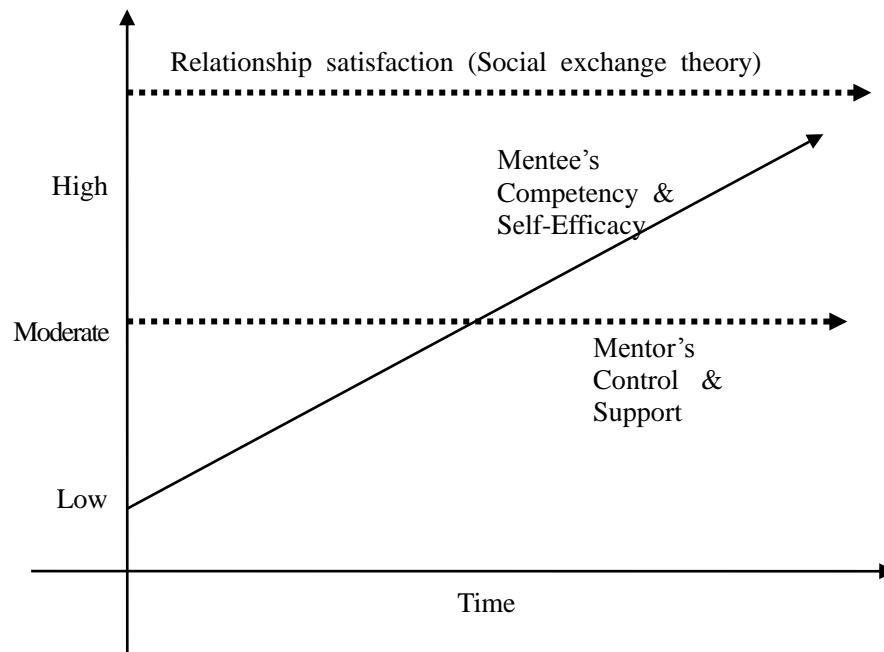 Relationship satisfaction (Social exchange theory)
Mentee’s
Competency &
Self-Efficacy
High
Moderate
Mentor’s
Control &
Support
Low
Time